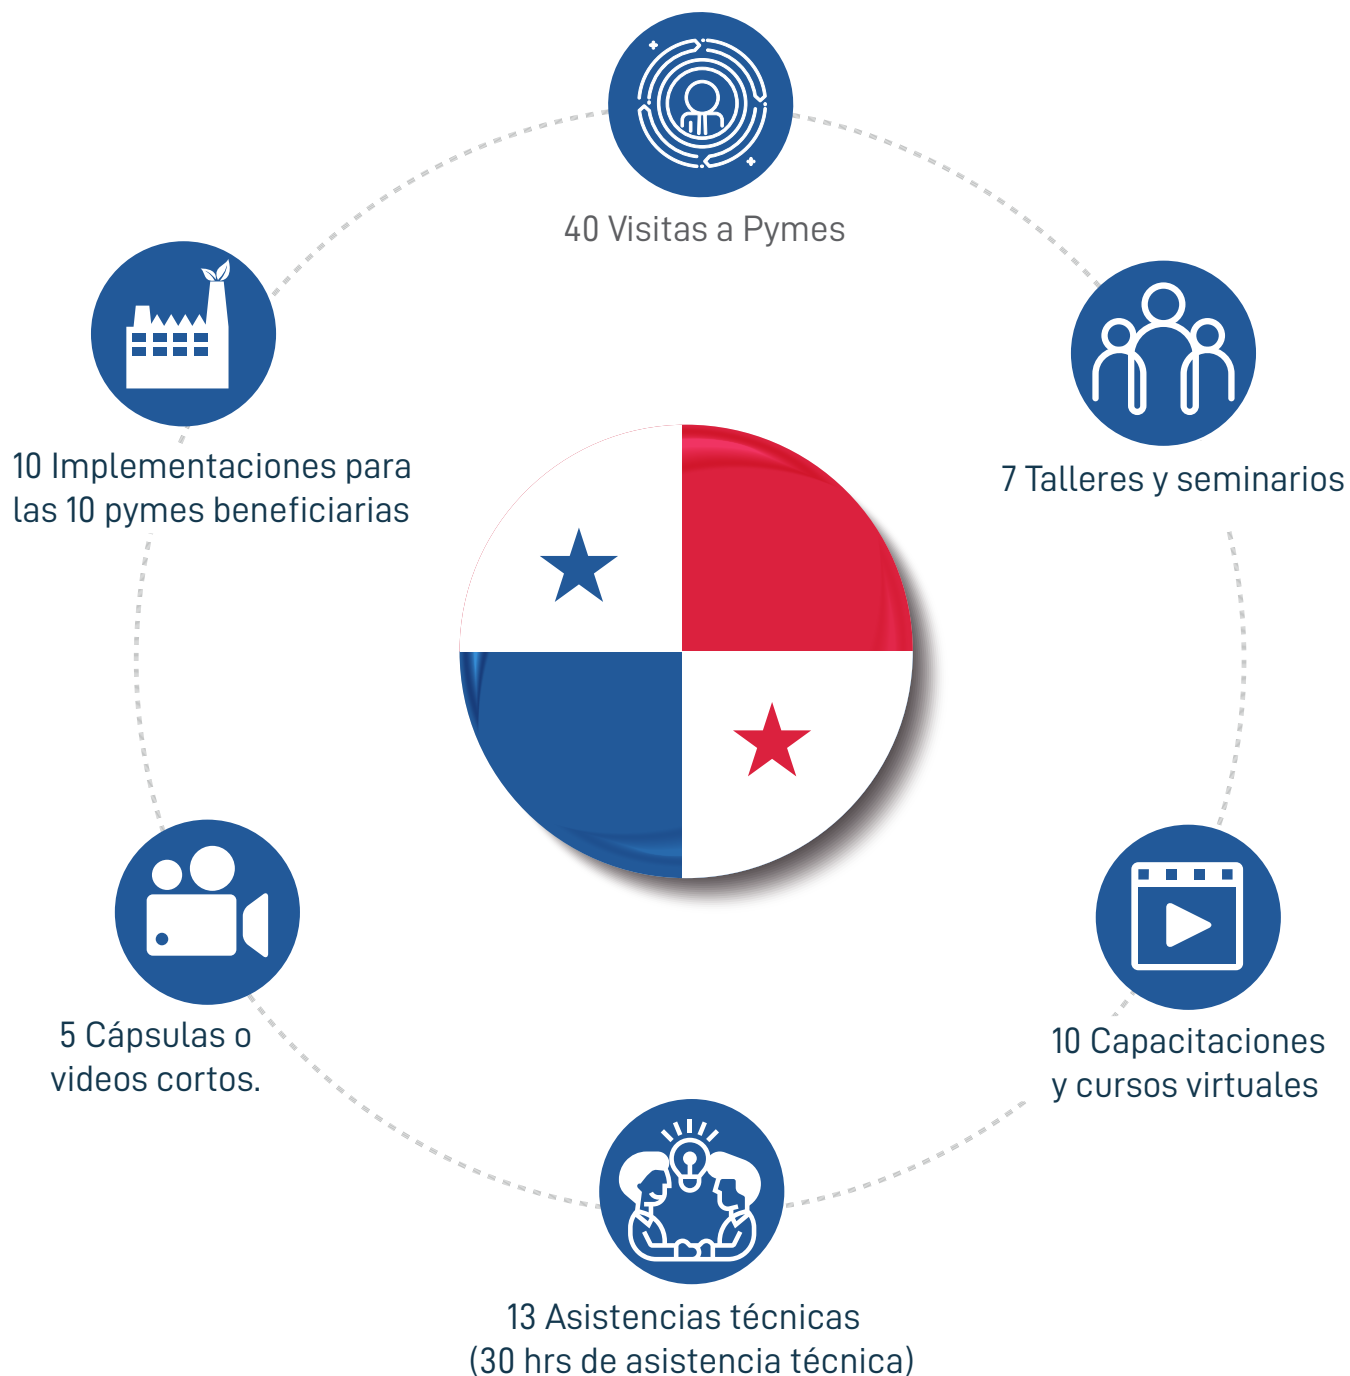 40 Visitas a Pymes
10 Implementaciones para
las 10 pymes beneficiarias
7 Talleres y seminarios
5 Cápsulas o
videos cortos.
10 Capacitaciones
y cursos virtuales
13 Asistencias técnicas
(30 hrs de asistencia técnica)